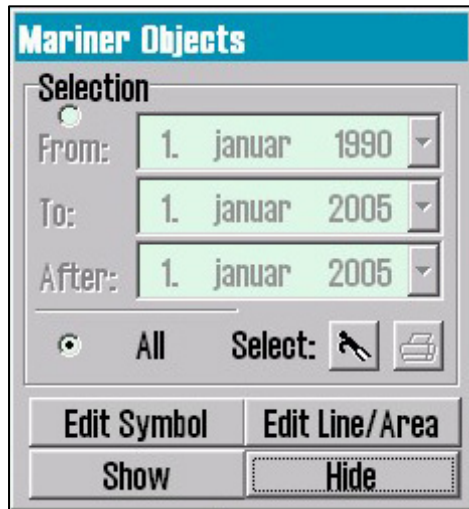 Mariner Objects
Selection
From: 1. januar 1990
To: 1. januar 2005
After: 1. januar 2005
All Select:
Edit Symbol Edit Line/Area
Show Hide